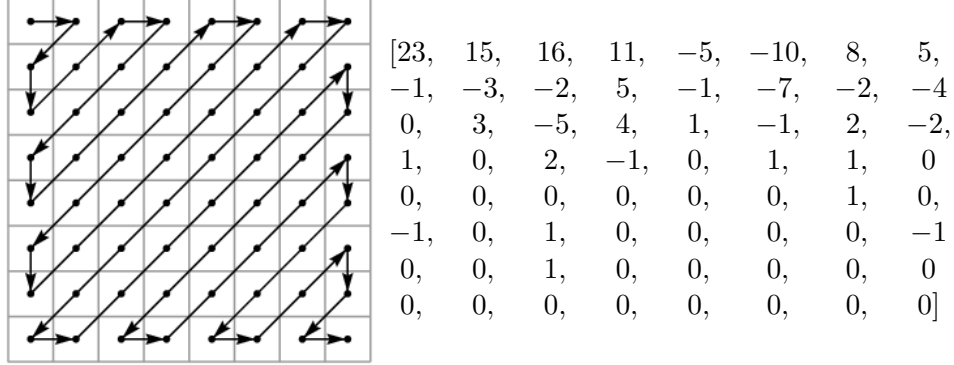 [23, 15, 16, 11, −5, −10, 8, 5,
−1, −3, −2, 5, −1, −7, −2, −4
0, 3, −5, 4, 1, −1, 2, −2,
1, 0, 2, −1, 0, 1, 1, 0
0, 0, 0, 0, 0, 0, 1, 0,
−1, 0, 1, 0, 0, 0, 0, −1
0, 0, 1, 0, 0, 0, 0, 0
0, 0, 0, 0, 0, 0, 0, 0]